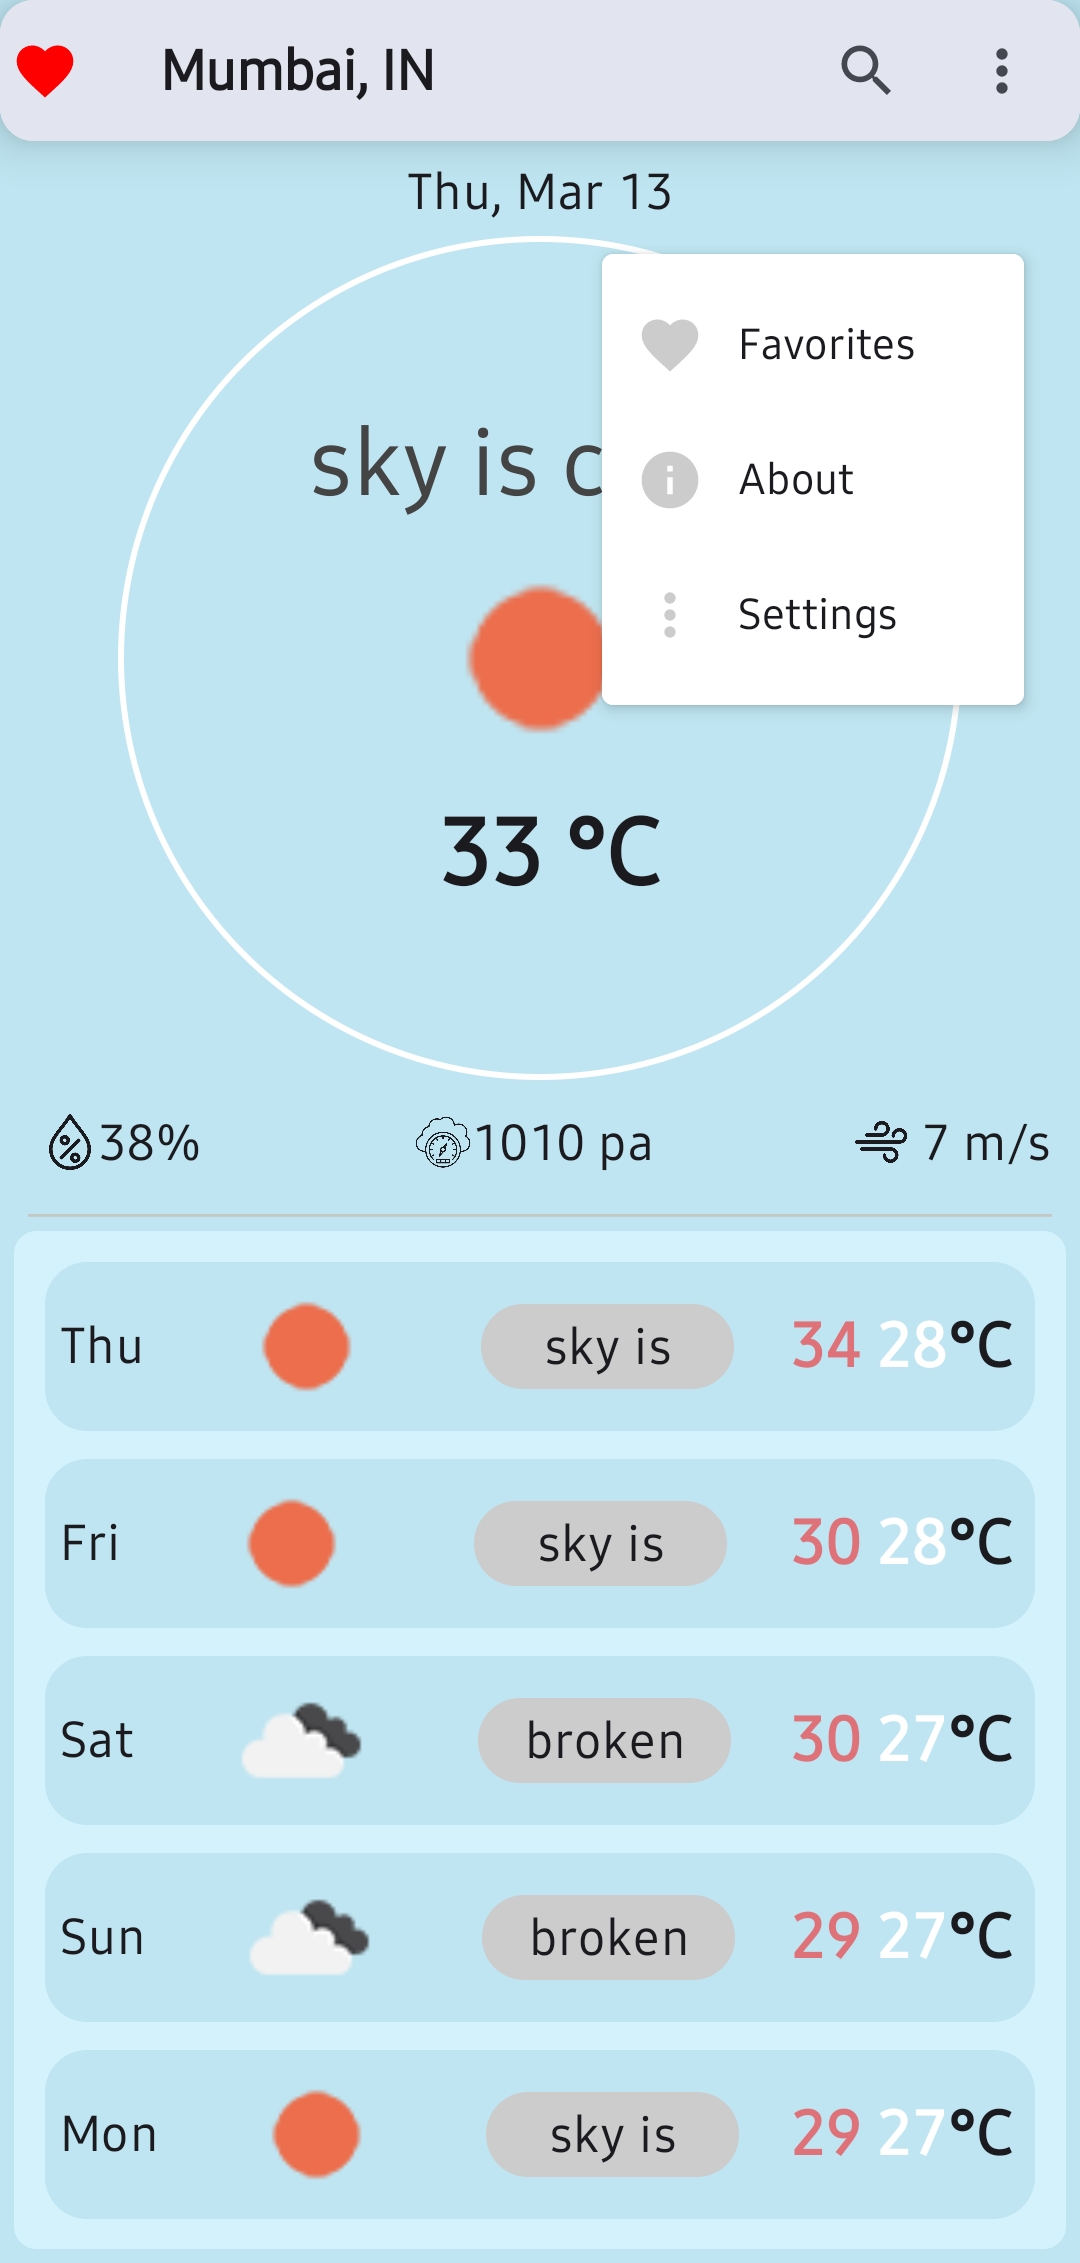 Mumbai, IN
Thu, Mar 13
Favorites
sky is c
About
Settings
33 °C
38% 1010 pa 7 m/s
Thu sky is 34 28°C
Fri sky is 30 28°C
Sat broken 30 27°C
Sun broken 29 27°C
Mon sky is 29 27°C